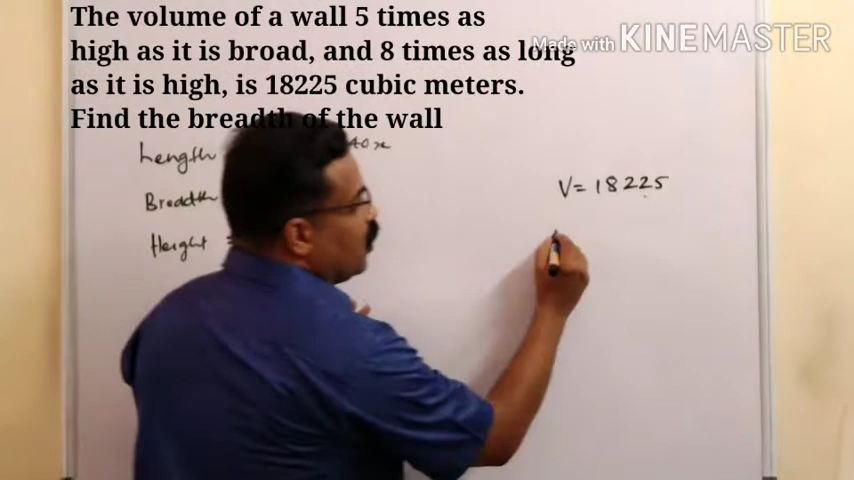 The volume of a wall 5 times as
high as it is broad, and 8 times as long
Made with KINEMASTER
as it is high, is 18225 cubic meters.
Find the breadth of the wall
Length 40x
Breadth
V= 18225
Height =